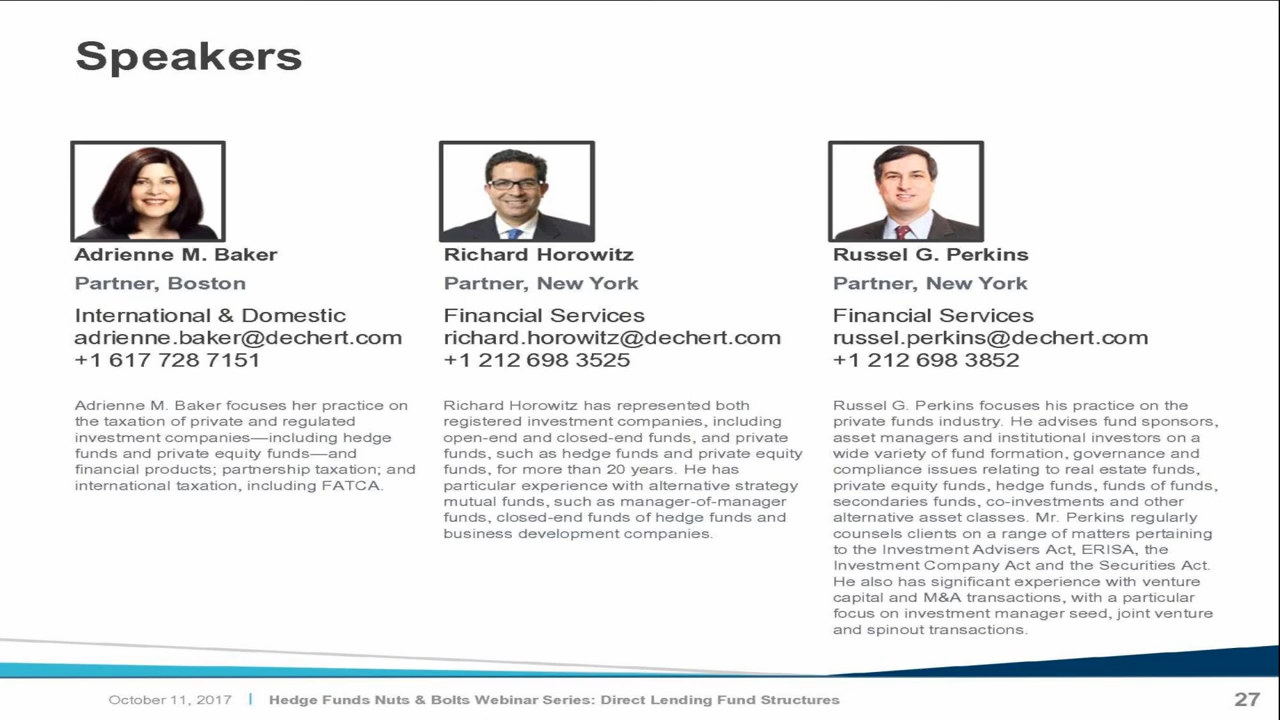 Speakers
Adrienne M. Baker
Partner, Boston
International & Domestic
adrienne.baker@dechert.com
+1 617 728 7151
Adrienne M. Baker focuses her practice on
the taxation of private and regulated
investment companies—including hedge
funds and private equity funds—and
financial products; partnership taxation; and
international taxation, including FATCA.
Richard Horowitz
Partner, New York
Financial Services
richard.horowitz@dechert.com
+1 212 698 3525
Richard Horowitz has represented both
registered investment companies, including
open-end and closed-end funds, and private
funds, such as hedge funds and private equity
funds, for more than 20 years. He has
particular experience with alternative strategy
mutual funds, such as manager-of-manager
funds, closed-end funds of hedge funds and
business development companies.
Russel G. Perkins
Partner, New York
Financial Services
russel.perkins@dechert.com
+1 212 698 3852
Russel G. Perkins focuses his practice on the
private funds industry. He advises fund sponsors,
asset managers and institutional investors on a
wide variety of fund formation, governance and
compliance issues relating to real estate funds,
private equity funds, hedge funds, funds of funds,
secondaries funds, co-investments and other
alternative asset classes. Mr. Perkins regularly
counsels clients on a range of matters pertaining
to the Investment Advisers Act, ERISA, the
Investment Company Act and the Securities Act.
He also has significant experience with venture
capital and M&A transactions, with a particular
focus on investment manager seed, joint venture
and spinout transactions.
October 11, 2017 | Hedge Funds Nuts & Bolts Webinar Series: Direct Lending Fund Structures
27